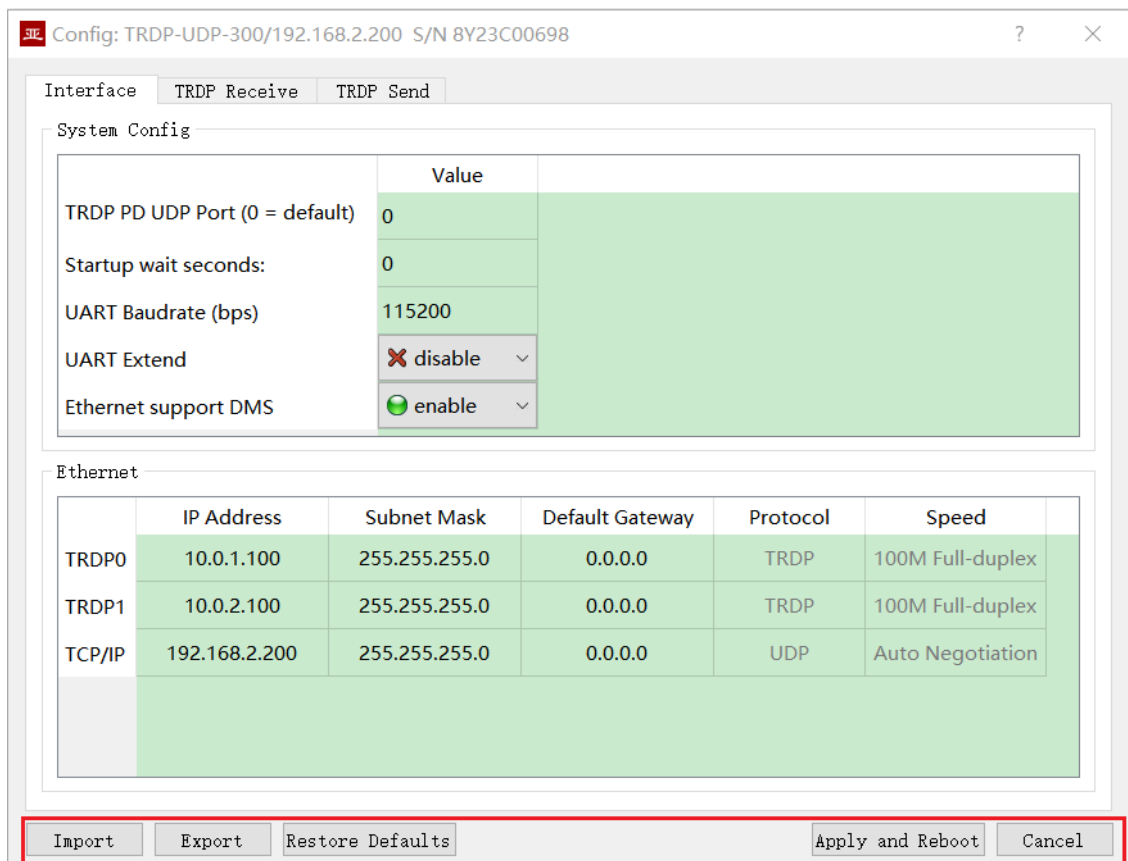 亚 Config: TRDP-UDP-300/192.168.2.200 S/N 8Y23C00698 ?
Interface TRDP Receive TRDP Send
System Config
Value
TRDP PD UDP Port (0 = default) 0
Startup wait seconds: 0
UART Baudrate (bps) 115200
UART Extend disable
Ethernet support DMS enable
Ethernet
IP Address Subnet Mask Default Gateway Protocol Speed
TRDP0 10.0.1.100 255.255.255.0 0.0.0.0 TRDP 100M Full-duplex
TRDP1 10.0.2.100 255.255.255.0 0.0.0.0 TRDP 100M Full-duplex
TCP/IP 192.168.2.200 255.255.255.0 0.0.0.0 UDP Auto Negotiation
Import Export Restore Defaults Apply and Reboot Cancel